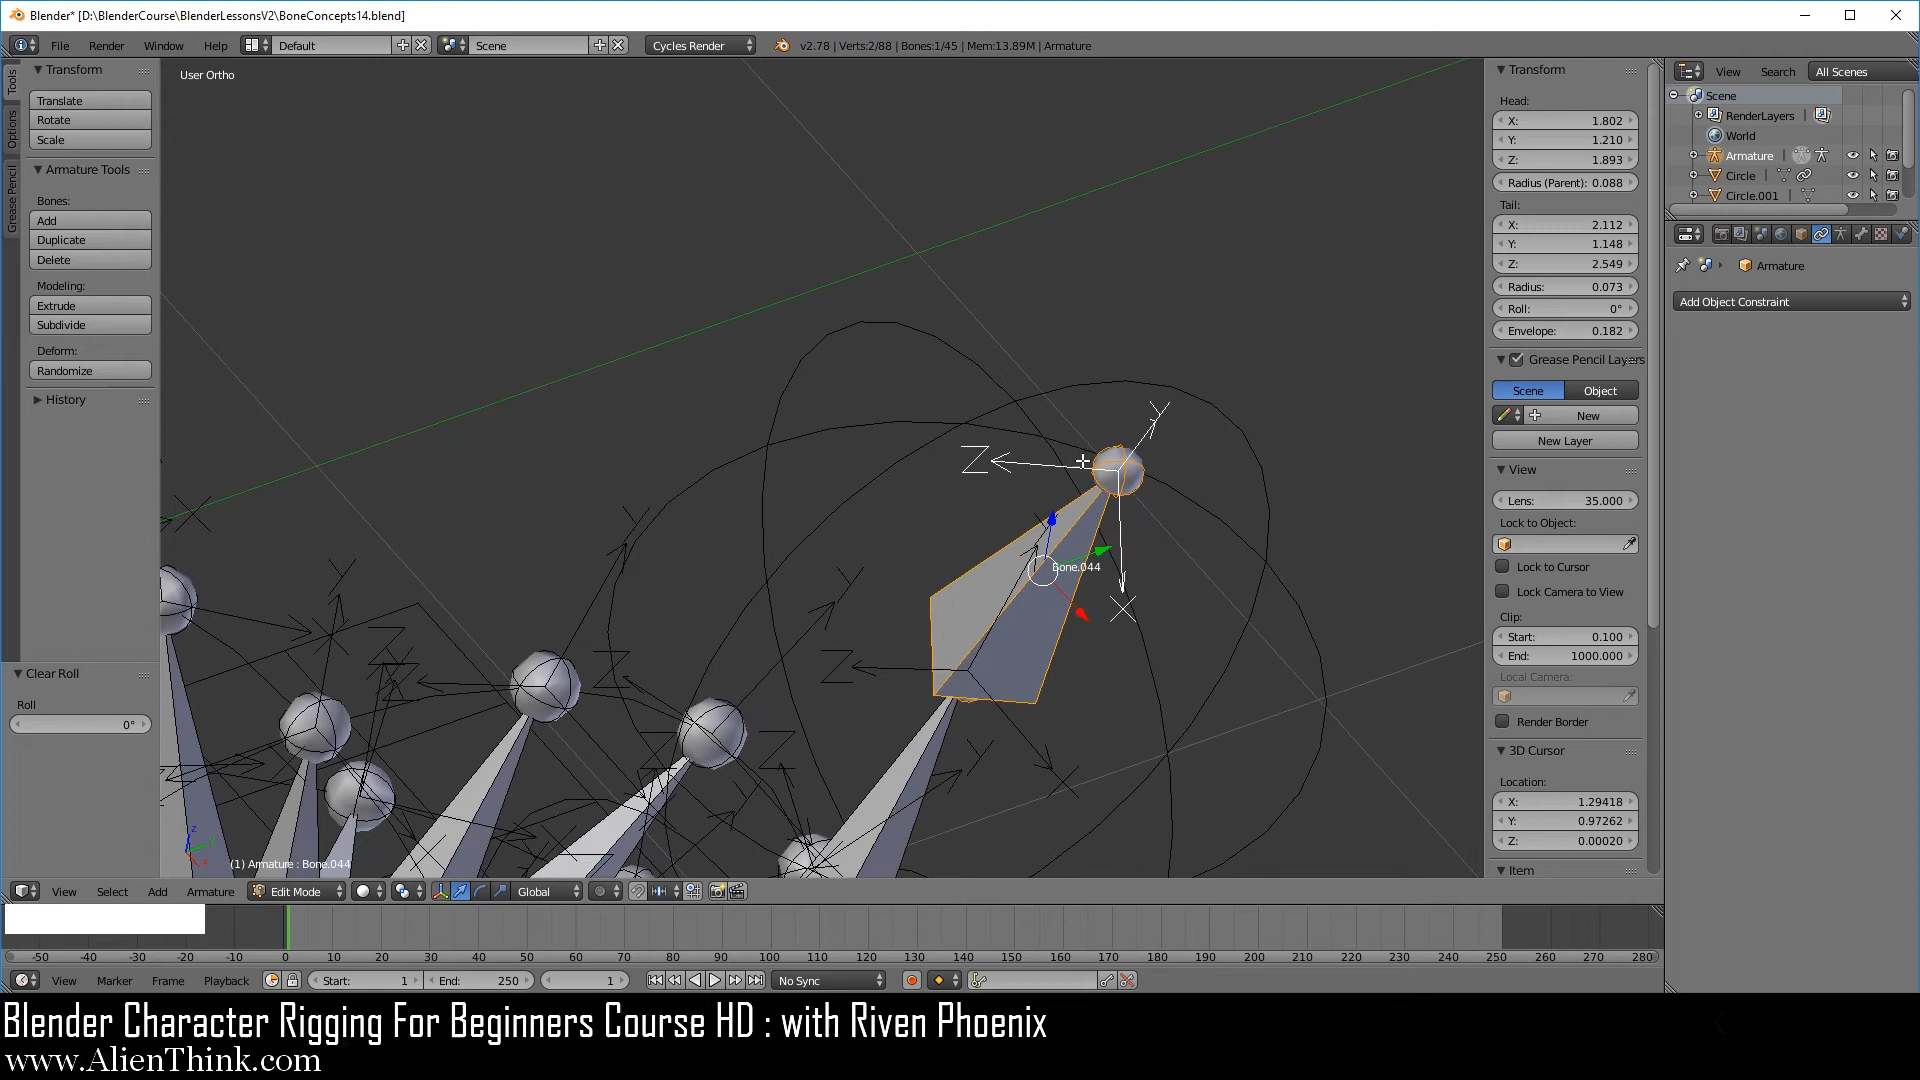 Blender* [D:\BlenderCourse\BlenderLessonsV2\BoneConcepts14.blend]
File Render Window Help Default Scene Cycles Render v2.78 | Verts:2/88 | Bones:1/45 | Mem:13.89M | Armature
Tools
Options
Grease Pencil
Transform
Translate
Rotate
Scale
Armature Tools
Bones:
Add
Duplicate
Delete
Modeling:
Extrude
Subdivide
Deform:
Randomize
History
Clear Roll
Roll
0°
User Ortho
Bone.044
(1) Armature : Bone.044
Transform
Head:
X: 1.802
Y: 1.210
Z: 1.893
Radius (Parent): 0.088
Tail:
X: 2.112
Y: 1.148
Z: 2.549
Radius: 0.073
Roll: 0°
Envelope: 0.182
Grease Pencil Layers
Scene Object
New
New Layer
View
Lens: 35.000
Lock to Object:
Lock to Cursor
Lock Camera to View
Clip:
Start: 0.100
End: 1000.000
Local Camera:
Render Border
3D Cursor
Location:
X: 1.29418
Y: 0.97262
Z: 0.00020
Item
View Search All Scenes
Scene
RenderLayers
World
Armature
Circle
Circle.001
Armature
Add Object Constraint
View Select Add Armature Edit Mode Global
-50 -40 -30 -20 -10 0 10 20 30 40 50 60 70 80 90 100 110 120 130 140 150 160 170 180 190 200 210 220 230 240 250 260 270 280
View Marker Frame Playback Start: 1 End: 250 1 No Sync
Blender Character Rigging For Beginners Course HD : with Riven Phoenix
www.AlienThink.com